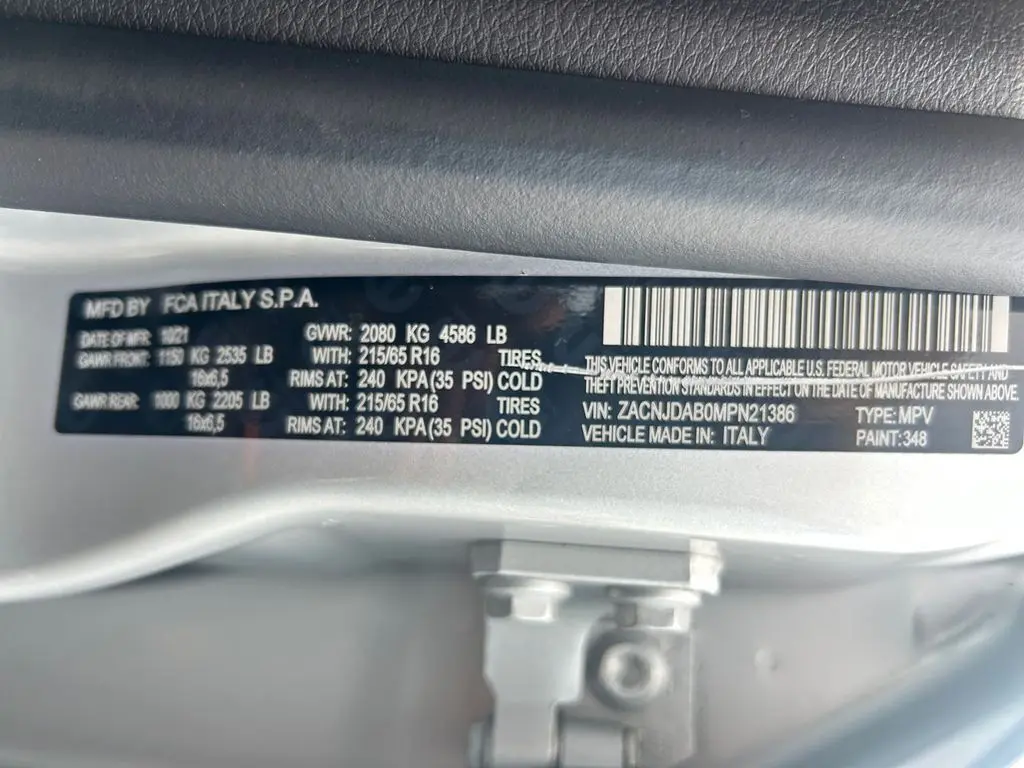 MFD BY FCA ITALY S.P.A.
DATE OF MFR: 10/21 GVWR: 2080 KG 4586 LB
GAWR FRONT: 1150 KG 2535 LB WITH: 215/65 R16 TIRES
16x6,5 RIMS AT: 240 KPA (35 PSI) COLD
GAWR REAR: 1000 KG 2205 LB WITH: 215/65 R16 TIRES
16x6,5 RIMS AT: 240 KPA (35 PSI) COLD
THIS VEHICLE CONFORMS TO ALL APPLICABLE U.S. FEDERAL MOTOR VEHICLE SAFETY AND
THEFT PREVENTION STANDARDS IN EFFECT ON THE DATE OF MANUFACTURE SHOWN ABOVE.
VIN: ZACNJDAB0MPN21386 TYPE: MPV
VEHICLE MADE IN: ITALY PAINT: 348